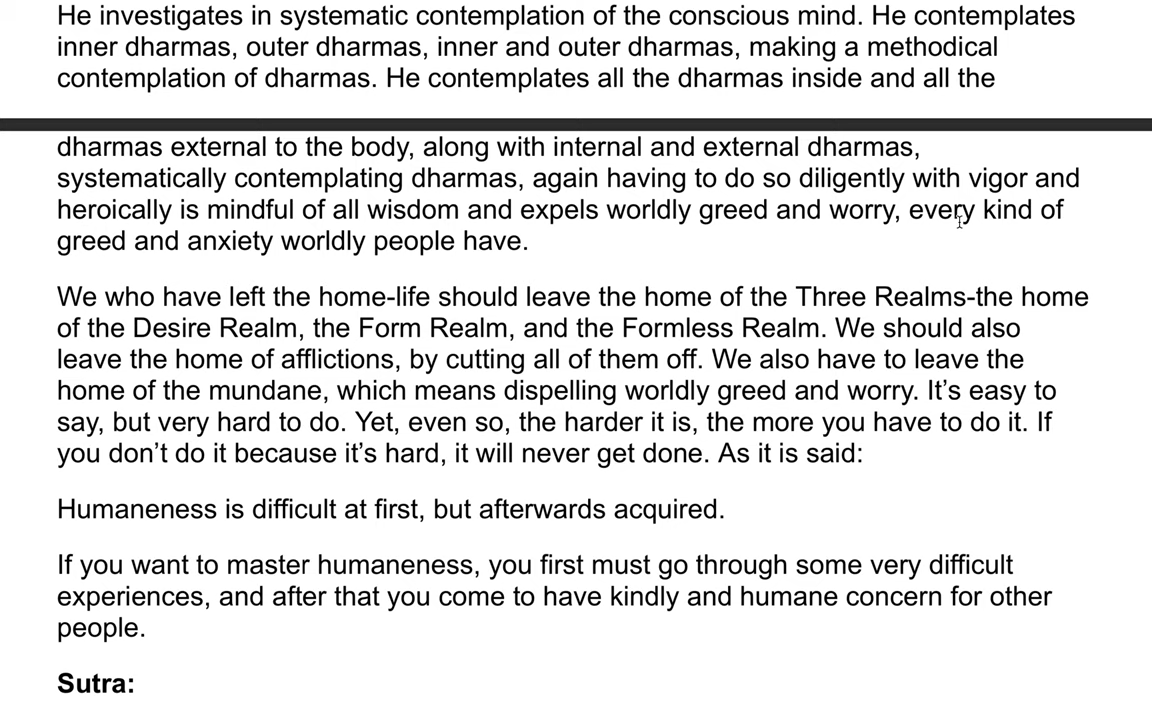 He investigates in systematic contemplation of the conscious mind. He contemplates
inner dharmas, outer dharmas, inner and outer dharmas, making a methodical
contemplation of dharmas. He contemplates all the dharmas inside and all the
dharmas external to the body, along with internal and external dharmas,
systematically contemplating dharmas, again having to do so diligently with vigor and
heroically is mindful of all wisdom and expels worldly greed and worry, every kind of
greed and anxiety worldly people have.
We who have left the home-life should leave the home of the Three Realms-the home
of the Desire Realm, the Form Realm, and the Formless Realm. We should also
leave the home of afflictions, by cutting all of them off. We also have to leave the
home of the mundane, which means dispelling worldly greed and worry. It’s easy to
say, but very hard to do. Yet, even so, the harder it is, the more you have to do it. If
you don’t do it because it’s hard, it will never get done. As it is said:
Humaneness is difficult at first, but afterwards acquired.
If you want to master humaneness, you first must go through some very difficult
experiences, and after that you come to have kindly and humane concern for other
people.
Sutra: